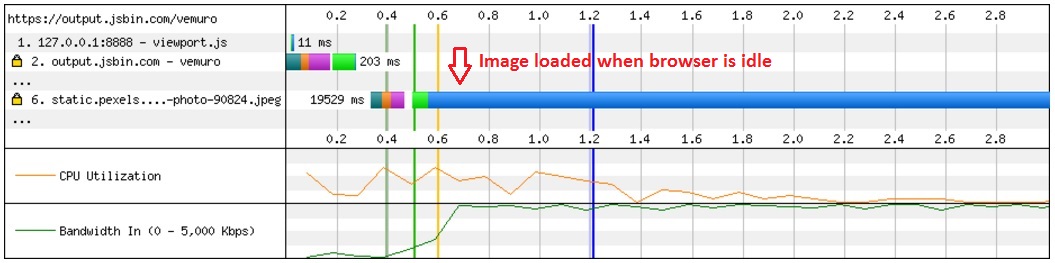 https://output.jsbin.com/vemuro 0.2 0.4 0.6 0.8 1.0 1.2 1.4 1.6 1.8 2.0 2.2 2.4 2.6 2.8
1. 127.0.0.1:8888 - viewport.js 11 ms
2. output.jsbin.com - vemuro 203 ms Image loaded when browser is idle
...
6. static.pexels....-photo-90824.jpeg 19529 ms
...
0.2 0.4 0.6 0.8 1.0 1.2 1.4 1.6 1.8 2.0 2.2 2.4 2.6 2.8
CPU Utilization
Bandwidth In (0 - 5,000 Kbps)